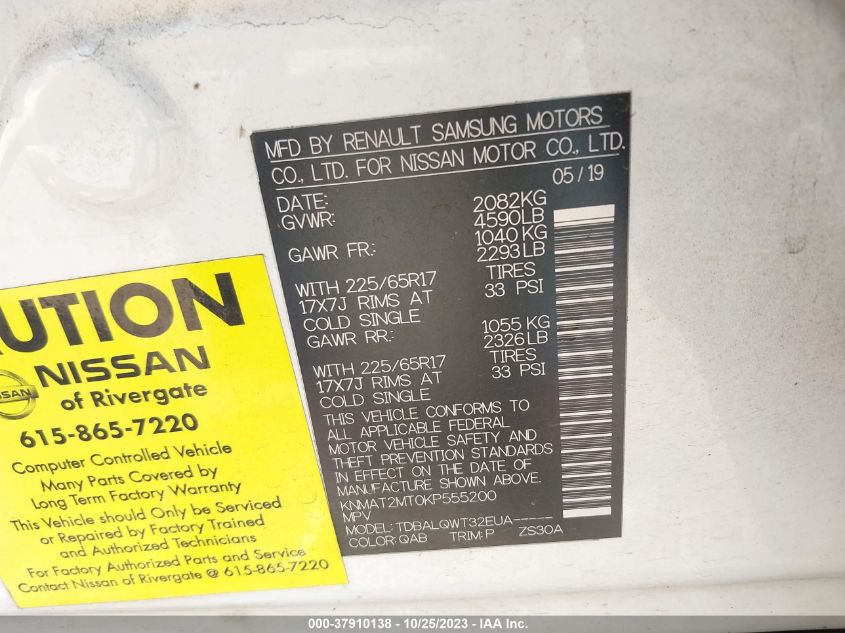 MFD BY RENAULT SAMSUNG MOTORS
CO., LTD. FOR NISSAN MOTOR CO., LTD.
05/19
DATE:
GVWR: 2082KG
4590LB
GAWR FR: 1040KG
2293LB
WITH 225/65R17 TIRES
17X7J RIMS AT 33 PSI
COLD SINGLE
GAWR RR: 1055 KG
2326LB
WITH 225/65R17 TIRES
17X7J RIMS AT 33 PSI
COLD SINGLE
THIS VEHICLE CONFORMS TO
ALL APPLICABLE FEDERAL
MOTOR VEHICLE SAFETY AND
THEFT PREVENTION STANDARDS
IN EFFECT ON THE DATE OF
MANUFACTURE SHOWN ABOVE.
KNMAT2MT0KP555200
MPV
MODEL: TDBALQWT32EUA-----
COLOR: QAB TRIM: P ZS30A
AUTION
NISSAN
NISSAN
of Rivergate
615-865-7220
Computer Controlled Vehicle
Many Parts Covered by
Long Term Factory Warranty
This Vehicle should Only be Serviced
or Repaired by Factory Trained
and Authorized Technicians
For Factory Authorized Parts and Service
Contact Nissan of Rivergate @ 615-865-7220
000-37910138 - 10/25/2023 - IAA Inc.